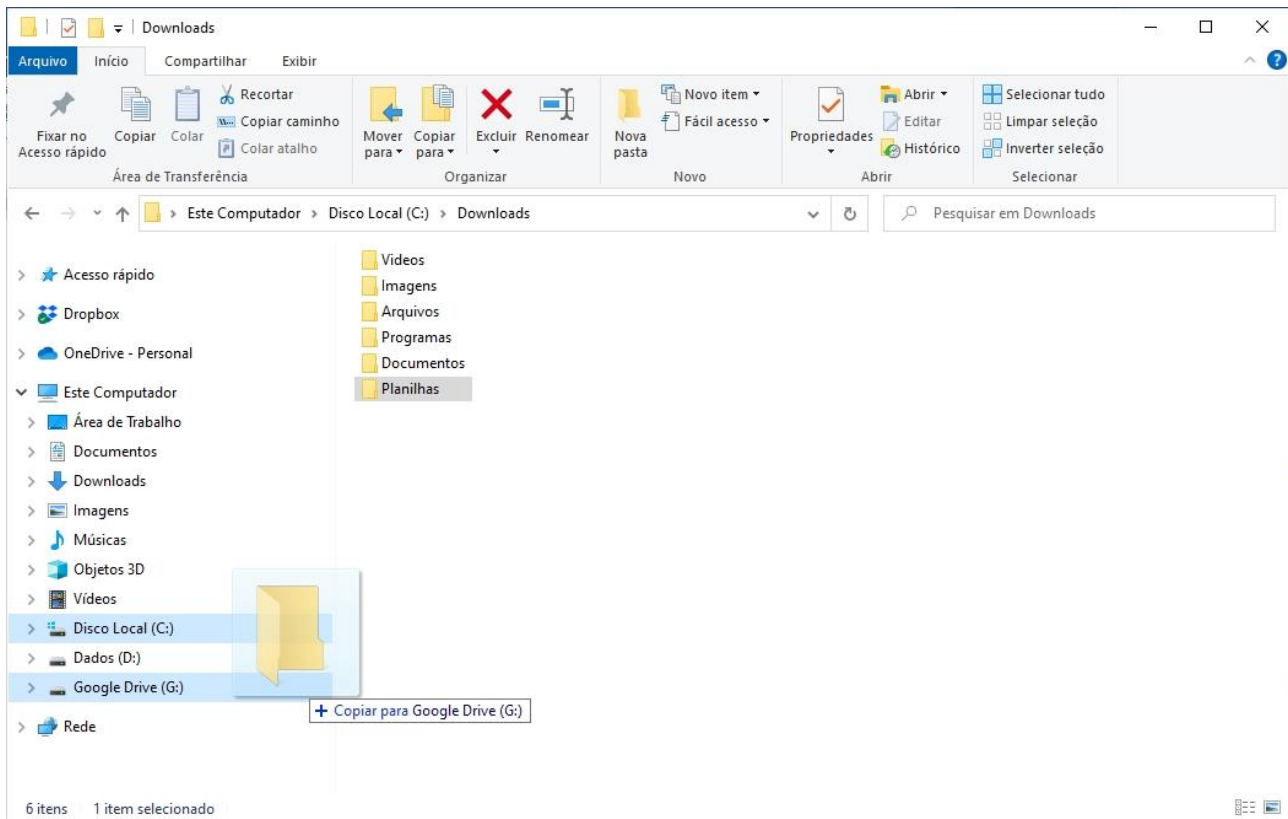 Downloads
Arquivo Início Compartilhar Exibir
Fixar no Acesso rápido
Copiar
Colar
Recortar
Copiar caminho
Colar atalho
Área de Transferência
Mover para
Copiar para
Excluir
Renomear
Organizar
Nova pasta
Novo item
Fácil acesso
Novo
Propriedades
Abrir
Editar
Histórico
Abrir
Selecionar tudo
Limpar seleção
Inverter seleção
Selecionar
Este Computador > Disco Local (C:) > Downloads
Pesquisar em Downloads
Acesso rápido
Dropbox
OneDrive - Personal
Este Computador
Área de Trabalho
Documentos
Downloads
Imagens
Músicas
Objetos 3D
Vídeos
Disco Local (C:)
Dados (D:)
Google Drive (G:)
Rede
Videos
Imagens
Arquivos
Programas
Documentos
Planilhas
+ Copiar para Google Drive (G:)
6 itens 1 item selecionado